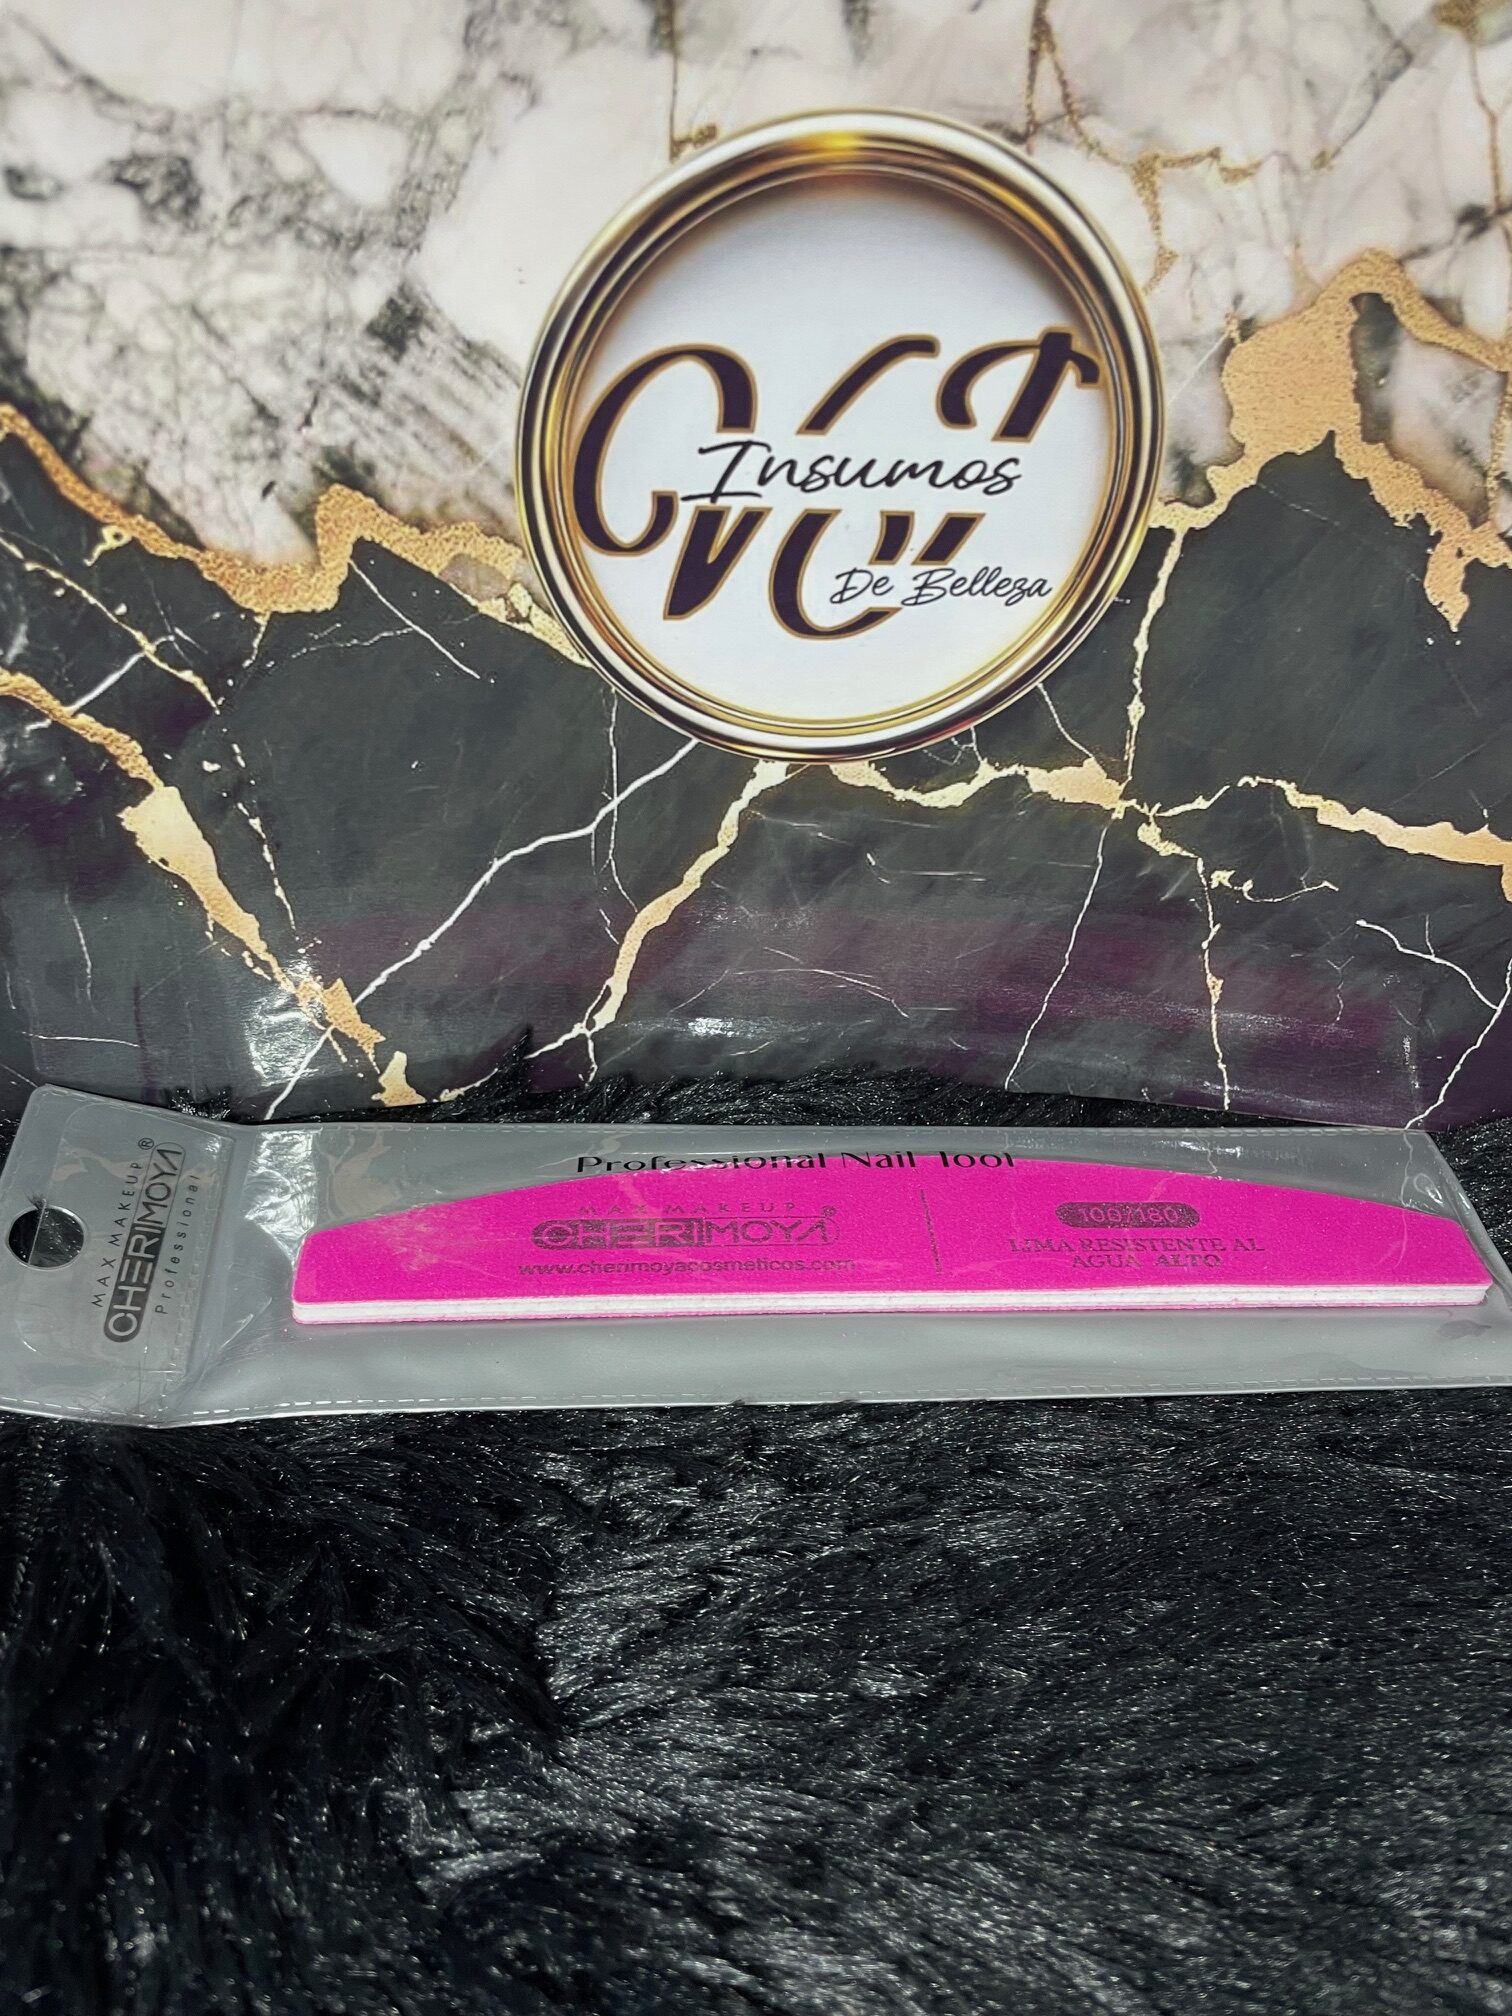 Insumos
De Belleza
MAX MAKEUP ®
CHERIMOYA
Professional
Professional Nail Tool
MAX MAKEUP
CHERIMOYA®
www.cherimoyacosmeticos.com
100/180
LIMA RESISTENTE AL
AGUA ALTO